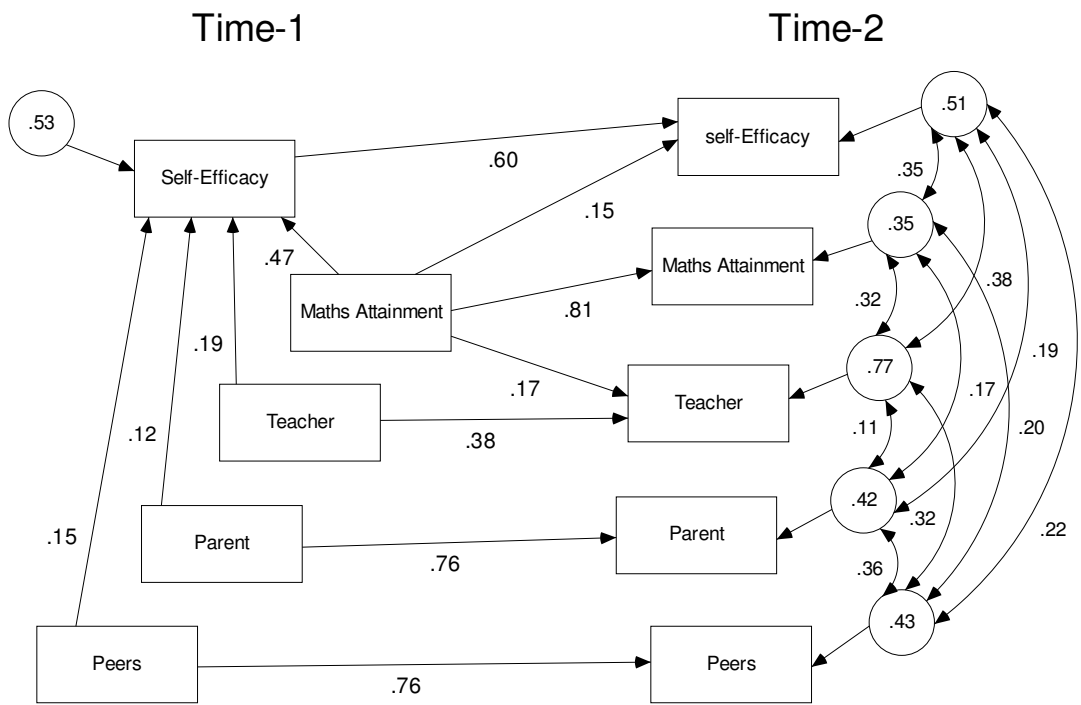 Time-1
Time-2
.53
.51
Self-Efficacy
self-Efficacy
.60
.35
.15
.35
.47
Maths Attainment
Maths Attainment
.38
.81
.32
.19
.19
.77
.17
.17
Teacher
Teacher
.38
.11
.20
.12
.42
.32
.15
Parent
Parent
.22
.76
.36
.43
Peers
Peers
.76